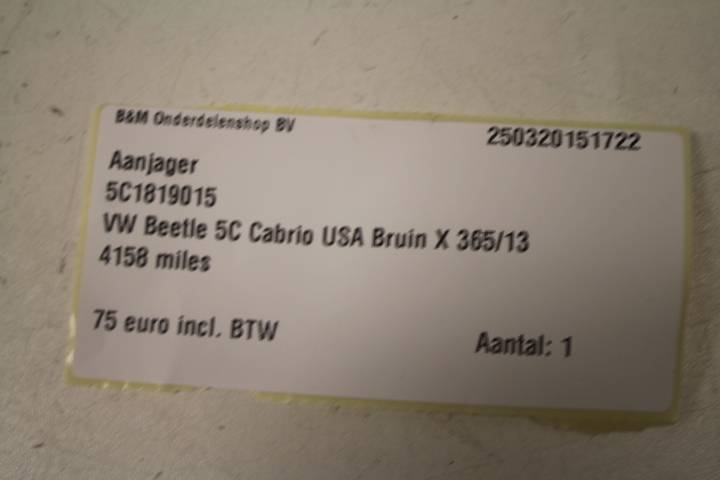 B&M Onderdelenshop BV
250320151722
Aanjager
5C1819015
VW Beetle 5C Cabrio USA Bruin X 365/13
4158 miles
75 euro incl. BTW
Aantal: 1